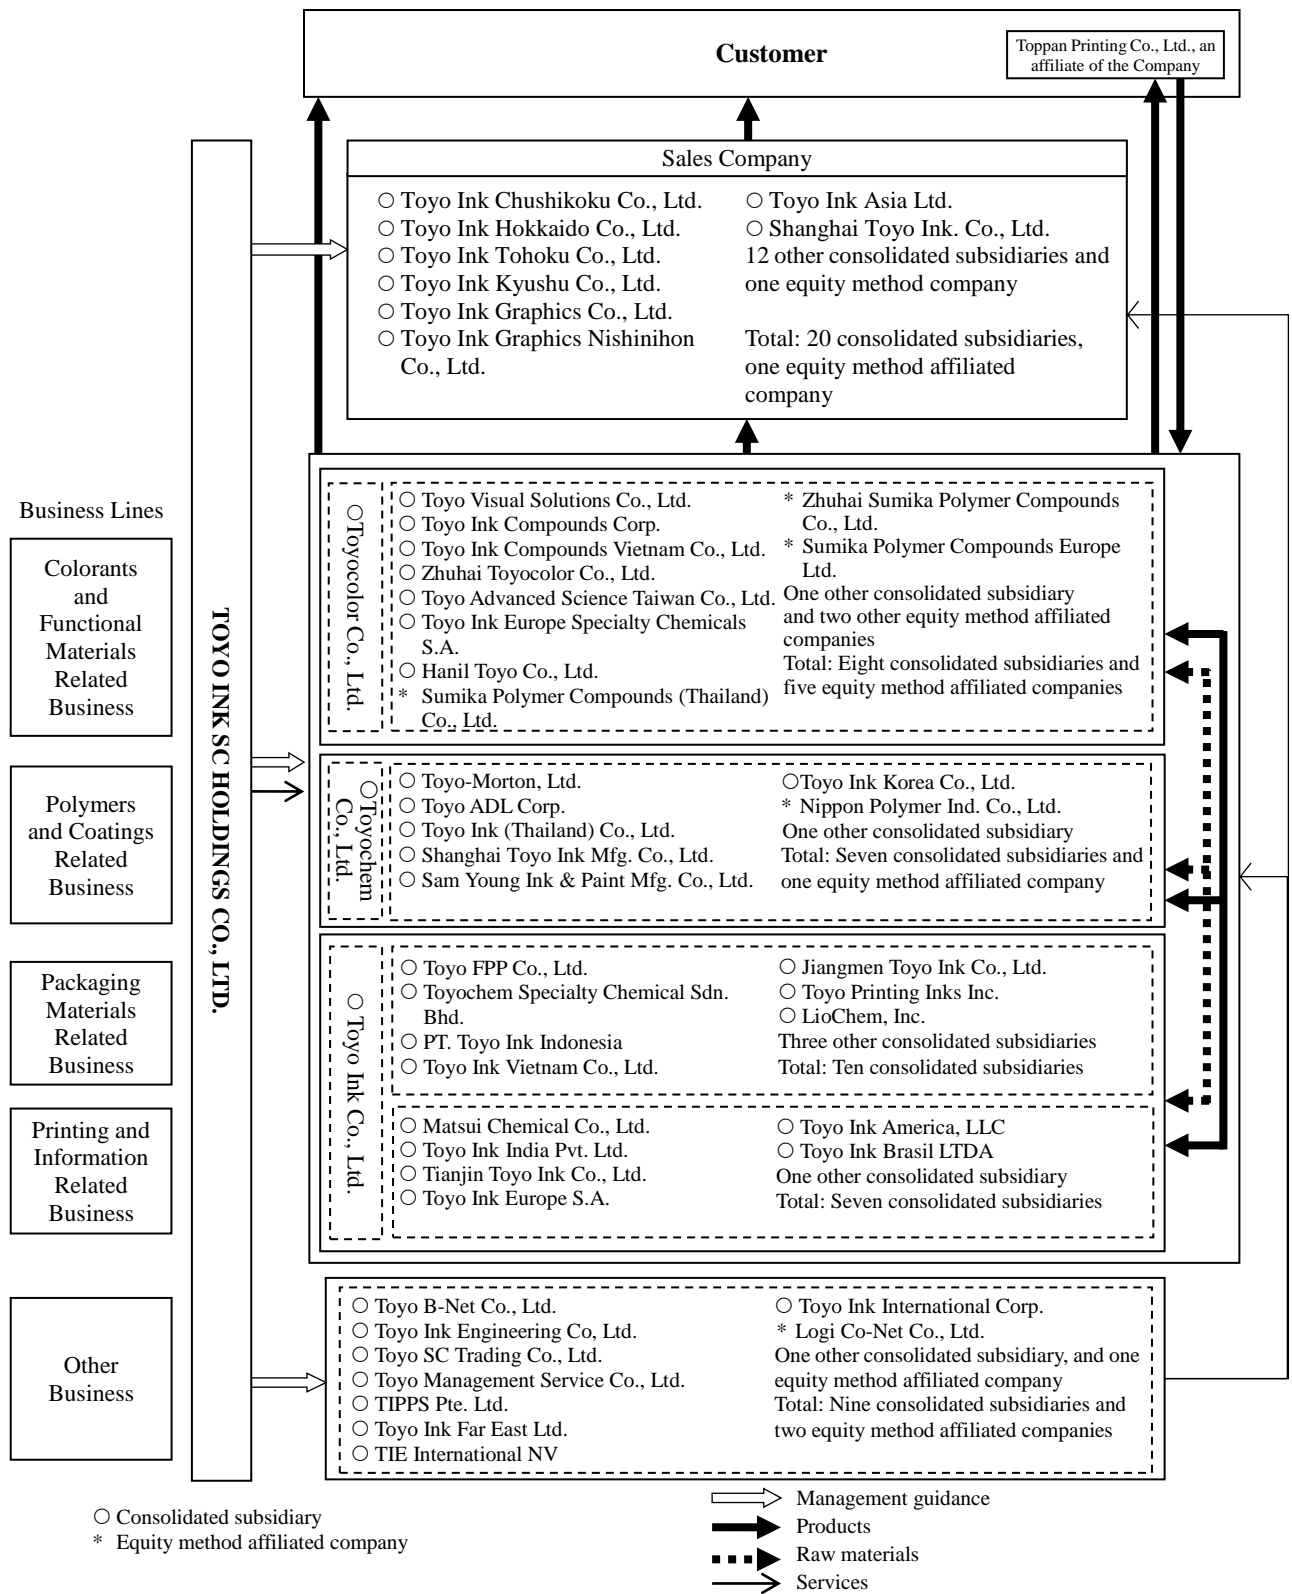 Customer
Toppan Printing Co., Ltd., an
affiliate of the Company
Sales Company
○ Toyo Ink Chushikoku Co., Ltd.
○ Toyo Ink Hokkaido Co., Ltd.
○ Toyo Ink Tohoku Co., Ltd.
○ Toyo Ink Kyushu Co., Ltd.
○ Toyo Ink Graphics Co., Ltd.
○ Toyo Ink Graphics Nishinihon
Co., Ltd.
○ Toyo Ink Asia Ltd.
○ Shanghai Toyo Ink. Co., Ltd.
12 other consolidated subsidiaries and
one equity method company
Total: 20 consolidated subsidiaries,
one equity method affiliated
company
TOYO INK SC HOLDINGS CO., LTD.
Business Lines
Colorants
and
Functional
Materials
Related
Business
○Toyocolor Co., Ltd.
○ Toyo Visual Solutions Co., Ltd.
○ Toyo Ink Compounds Corp.
○ Toyo Ink Compounds Vietnam Co., Ltd.
○ Zhuhai Toyocolor Co., Ltd.
○ Toyo Advanced Science Taiwan Co., Ltd.
○ Toyo Ink Europe Specialty Chemicals
S.A.
○ Hanil Toyo Co., Ltd.
* Sumika Polymer Compounds (Thailand)
Co., Ltd.
* Zhuhai Sumika Polymer Compounds
Co., Ltd.
* Sumika Polymer Compounds Europe
Ltd.
One other consolidated subsidiary
and two other equity method affiliated
companies
Total: Eight consolidated subsidiaries and
five equity method affiliated companies
Polymers
and Coatings
Related
Business
○Toyochem
Co., Ltd.
○ Toyo-Morton, Ltd.
○ Toyo ADL Corp.
○ Toyo Ink (Thailand) Co., Ltd.
○ Shanghai Toyo Ink Mfg. Co., Ltd.
○ Sam Young Ink & Paint Mfg. Co., Ltd.
○Toyo Ink Korea Co., Ltd.
* Nippon Polymer Ind. Co., Ltd.
One other consolidated subsidiary
Total: Seven consolidated subsidiaries and
one equity method affiliated company
Packaging
Materials
Related
Business
○ Toyo Ink Co., Ltd.
○ Toyo FPP Co., Ltd.
○ Toyochem Specialty Chemical Sdn.
Bhd.
○ PT. Toyo Ink Indonesia
○ Toyo Ink Vietnam Co., Ltd.
○ Jiangmen Toyo Ink Co., Ltd.
○ Toyo Printing Inks Inc.
○ LioChem, Inc.
Three other consolidated subsidiaries
Total: Ten consolidated subsidiaries
Printing and
Information
Related
Business
○ Matsui Chemical Co., Ltd.
○ Toyo Ink India Pvt. Ltd.
○ Tianjin Toyo Ink Co., Ltd.
○ Toyo Ink Europe S.A.
○ Toyo Ink America, LLC
○ Toyo Ink Brasil LTDA
One other consolidated subsidiary
Total: Seven consolidated subsidiaries
Other
Business
○ Toyo B-Net Co., Ltd.
○ Toyo Ink Engineering Co, Ltd.
○ Toyo SC Trading Co., Ltd.
○ Toyo Management Service Co., Ltd.
○ TIPPS Pte. Ltd.
○ Toyo Ink Far East Ltd.
○ TIE International NV
○ Toyo Ink International Corp.
* Logi Co-Net Co., Ltd.
One other consolidated subsidiary, and one
equity method affiliated company
Total: Nine consolidated subsidiaries and
two equity method affiliated companies
○ Consolidated subsidiary
* Equity method affiliated company
Management guidance
Products
Raw materials
Services